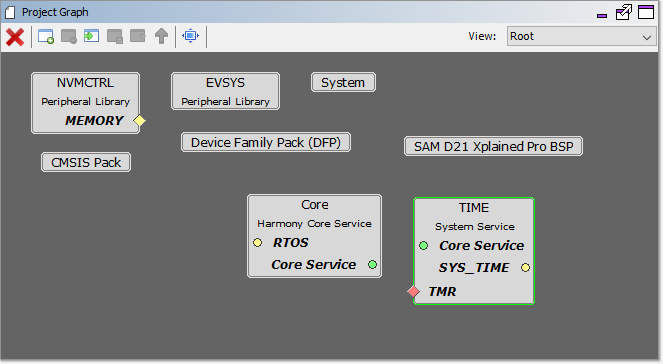 Project Graph
View: Root
NVMCTRL
Peripheral Library
MEMORY
EVSYS
Peripheral Library
System
Device Family Pack (DFP)
SAM D21 Xplained Pro BSP
CMSIS Pack
Core
Harmony Core Service
RTOS
Core Service
TIME
System Service
Core Service
SYS_TIME
TMR